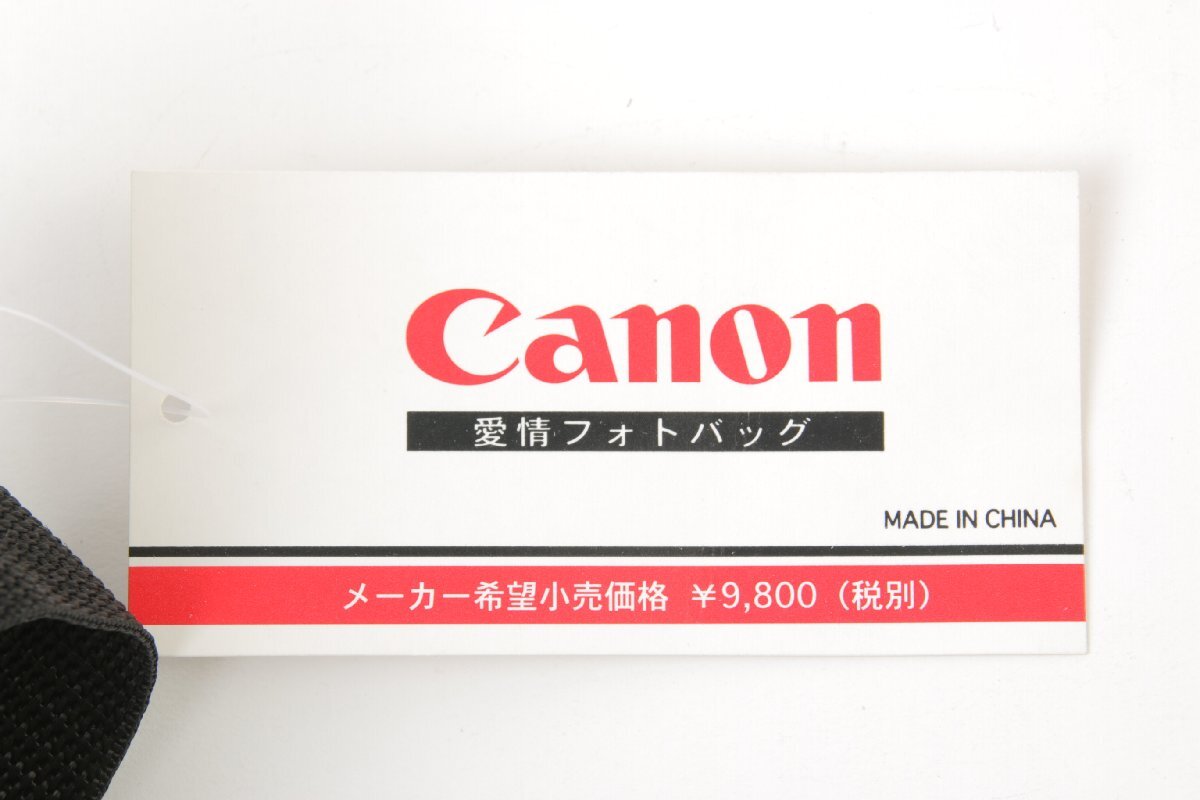 Canon
愛情フォトバッグ
MADE IN CHINA
メーカー希望小売価格 ¥9,800（税別）